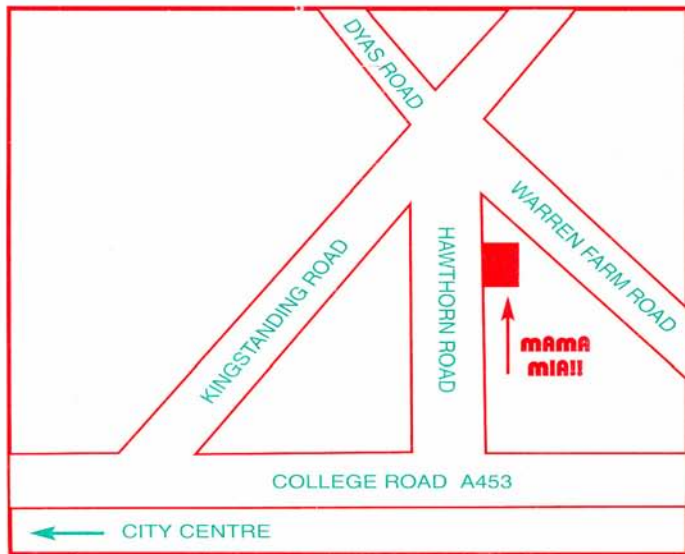 DYAS ROAD
WARREN FARM ROAD
KINGSTANDING ROAD
HAWTHORN ROAD
MAMA
MIA!!
COLLEGE ROAD A453
CITY CENTRE